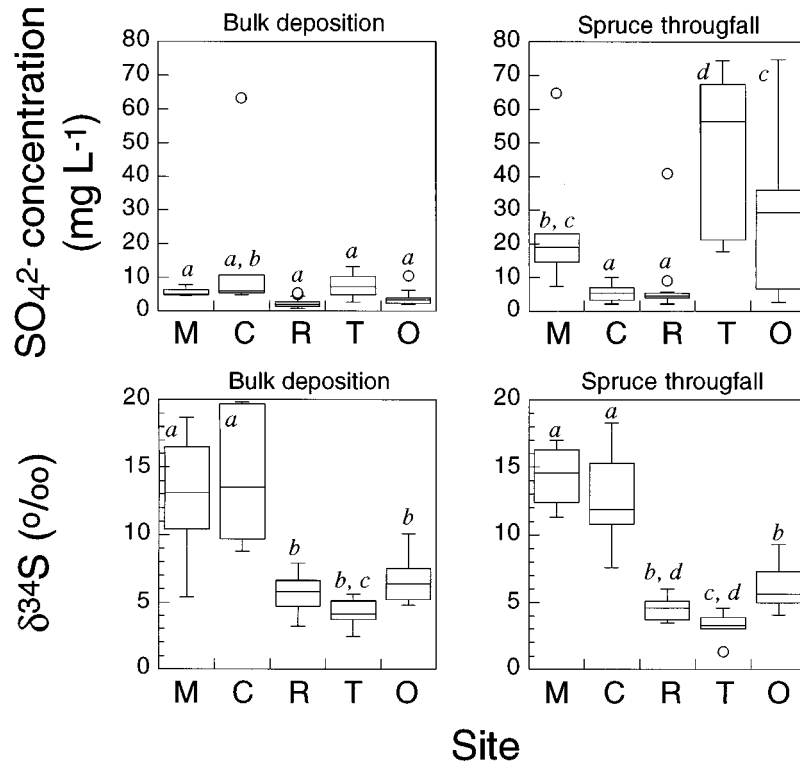 Bulk deposition
Spruce througfall
SO₄²⁻ concentration
(mg L⁻¹)
80
70
60
50
40
30
20
10
0
a
a, b
a
a
a
M C R T O
80
70
60
50
40
30
20
10
0
b, c
a
a
d
c
M C R T O
Bulk deposition
Spruce througfall
δ³⁴S (o/oo)
20
15
10
5
0
a
a
b
b, c
b
M C R T O
20
15
10
5
0
a
a
b, d
c, d
b
M C R T O
Site